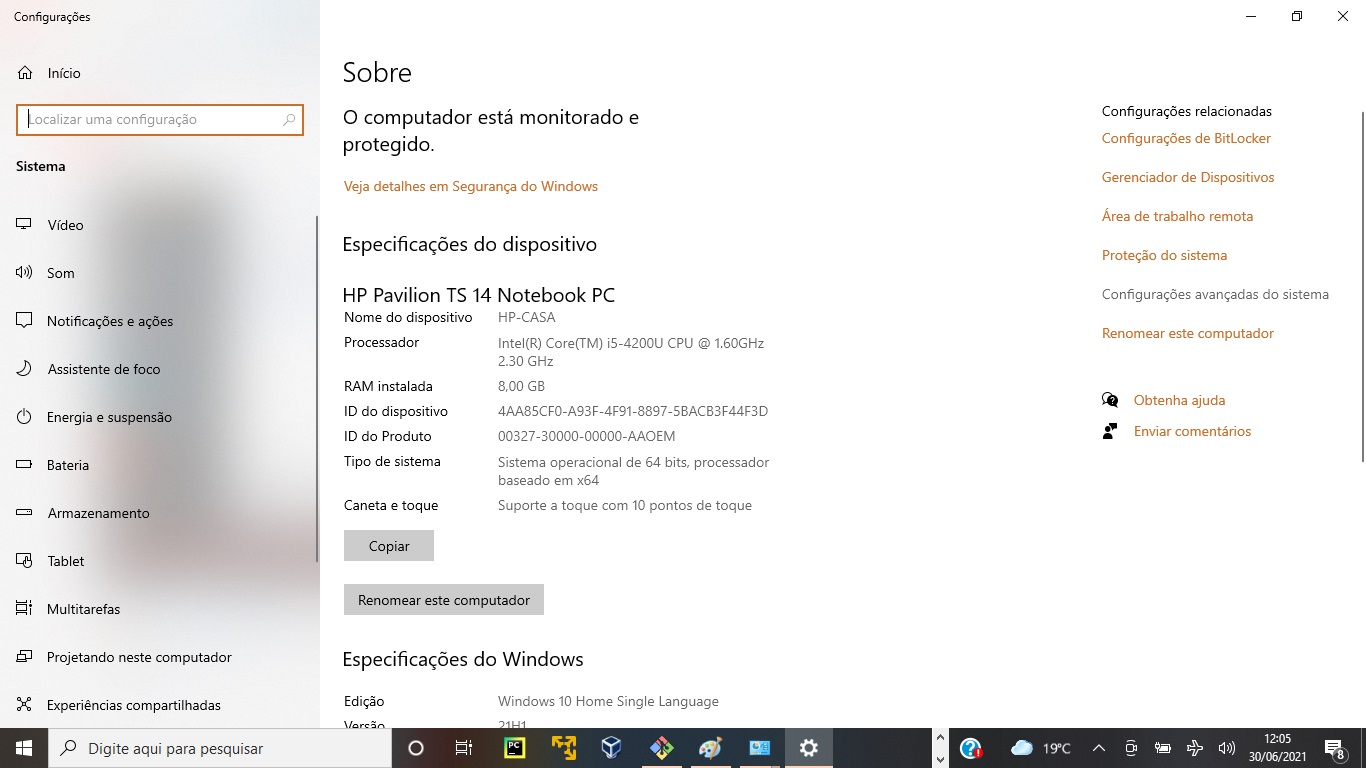 Configurações
Início
Localizar uma configuração
Sistema
Vídeo
Som
Notificações e ações
Assistente de foco
Energia e suspensão
Bateria
Armazenamento
Tablet
Multitarefas
Projetando neste computador
Experiências compartilhadas
Sobre
O computador está monitorado e
protegido.
Veja detalhes em Segurança do Windows
Especificações do dispositivo
HP Pavilion TS 14 Notebook PC
Nome do dispositivo HP-CASA
Processador Intel(R) Core(TM) i5-4200U CPU @ 1.60GHz
2.30 GHz
RAM instalada 8,00 GB
ID do dispositivo 4AA85CF0-A93F-4F91-8897-5BACB3F44F3D
ID do Produto 00327-30000-00000-AAOEM
Tipo de sistema Sistema operacional de 64 bits, processador
baseado em x64
Caneta e toque Suporte a toque com 10 pontos de toque
Copiar
Renomear este computador
Especificações do Windows
Edição Windows 10 Home Single Language
Versão 21H1
Configurações relacionadas
Configurações de BitLocker
Gerenciador de Dispositivos
Área de trabalho remota
Proteção do sistema
Configurações avançadas do sistema
Renomear este computador
Obtenha ajuda
Enviar comentários
Digite aqui para pesquisar
PC
19°C
12:05
30/06/2021
8